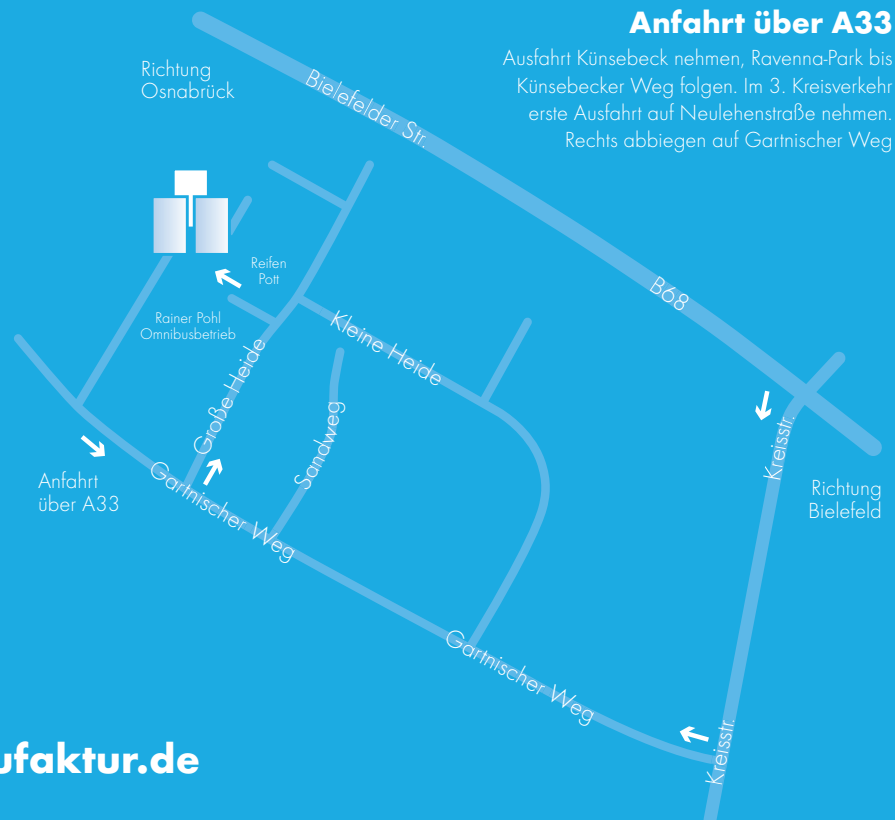 Anfahrt über A33
Ausfahrt Künsebeck nehmen, Ravenna-Park bis
Künsebecker Weg folgen. Im 3. Kreisverkehr
erste Ausfahrt auf Neulehenstraße nehmen.
Rechts abbiegen auf Gartnischer Weg
Richtung
Osnabrück
Bielefelder Str.
B68
Reifen
Pott
Rainer Pohl
Omnibusbetrieb
Kleine Heide
Große Heide
Sandweg
Kreisstr.
Anfahrt
über A33
Gartnischer Weg
Richtung
Bielefeld
Gartnischer Weg
Kreisstr.
ufaktur.de